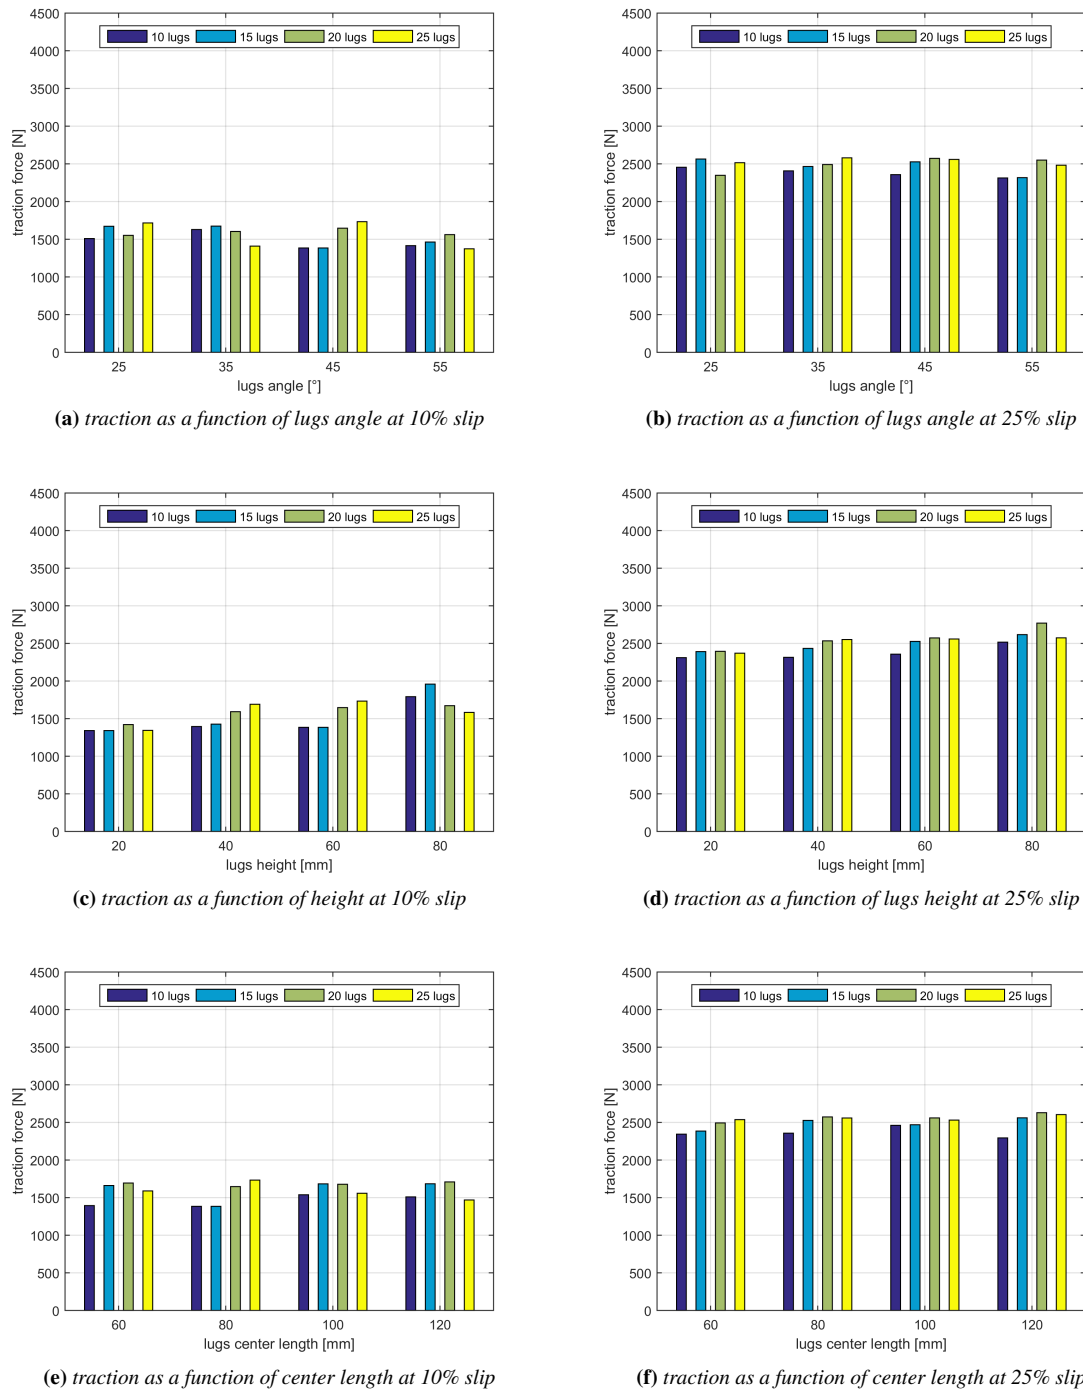 4500
4000
3500
3000
2500
2000
1500
1000
500
0
traction force [N]
10 lugs 15 lugs 20 lugs 25 lugs
25 35 45 55
lugs angle [°]
(a) traction as a function of lugs angle at 10% slip
4500
4000
3500
3000
2500
2000
1500
1000
500
0
traction force [N]
10 lugs 15 lugs 20 lugs 25 lugs
25 35 45 55
lugs angle [°]
(b) traction as a function of lugs angle at 25% slip
4500
4000
3500
3000
2500
2000
1500
1000
500
0
traction force [N]
10 lugs 15 lugs 20 lugs 25 lugs
20 40 60 80
lugs height [mm]
(c) traction as a function of height at 10% slip
4500
4000
3500
3000
2500
2000
1500
1000
500
0
traction force [N]
10 lugs 15 lugs 20 lugs 25 lugs
20 40 60 80
lugs height [mm]
(d) traction as a function of lugs height at 25% slip
4500
4000
3500
3000
2500
2000
1500
1000
500
0
traction force [N]
10 lugs 15 lugs 20 lugs 25 lugs
60 80 100 120
lugs center length [mm]
(e) traction as a function of center length at 10% slip
4500
4000
3500
3000
2500
2000
1500
1000
500
0
traction force [N]
10 lugs 15 lugs 20 lugs 25 lugs
60 80 100 120
lugs center length [mm]
(f) traction as a function of center length at 25% slip